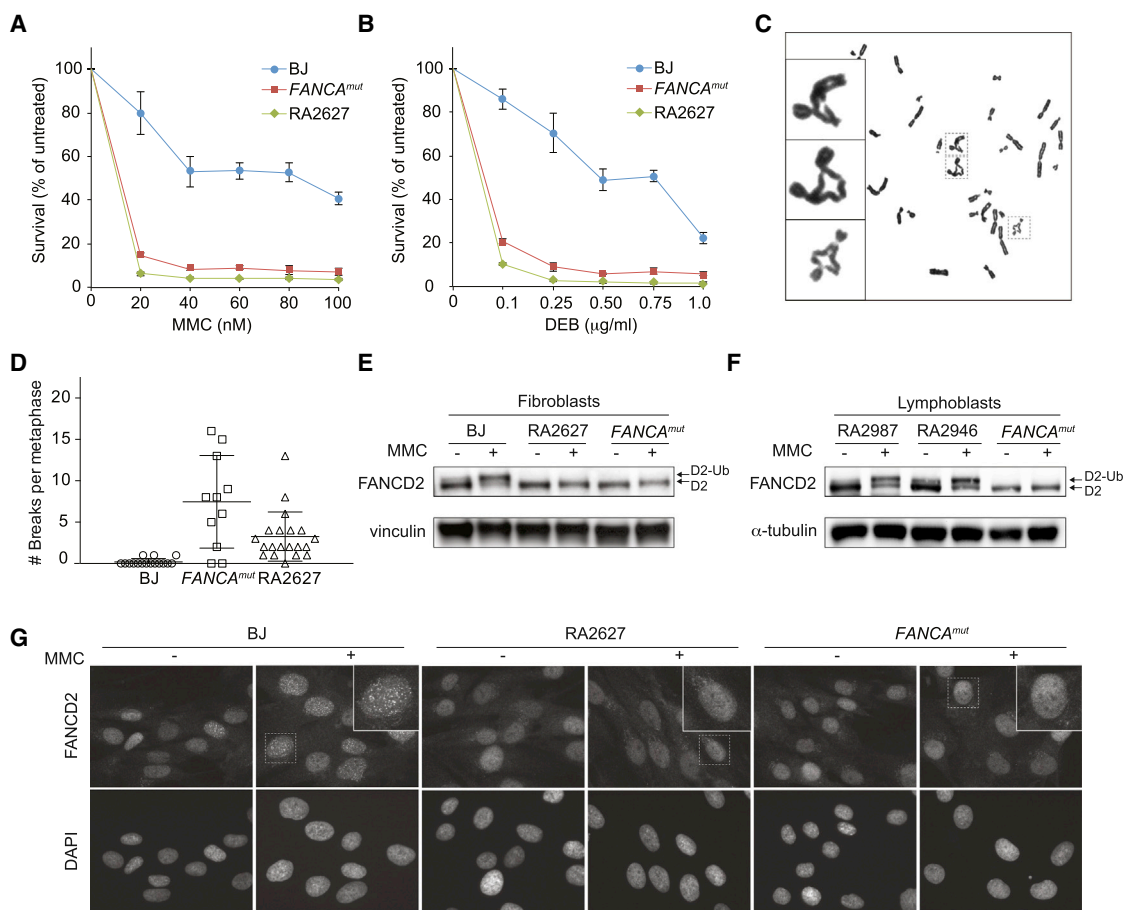 A
Survival (% of untreated)
100
80
60
40
20
0
0 20 40 60 80 100
MMC (nM)
BJ
FANCAmut
RA2627
B
Survival (% of untreated)
100
80
60
40
20
0
0 0.1 0.25 0.50 0.75 1.0
DEB (μg/ml)
BJ
FANCAmut
RA2627
C
D
# Breaks per metaphase
20
15
10
5
0
BJ FANCAmut RA2627
E
Fibroblasts
BJ RA2627 FANCAmut
MMC - + - + - +
FANCD2
D2-Ub
D2
vinculin
F
Lymphoblasts
RA2987 RA2946 FANCAmut
MMC - + - + - +
FANCD2
D2-Ub
D2
α-tubulin
G
BJ RA2627 FANCAmut
MMC - + - + - +
FANCD2
DAPI